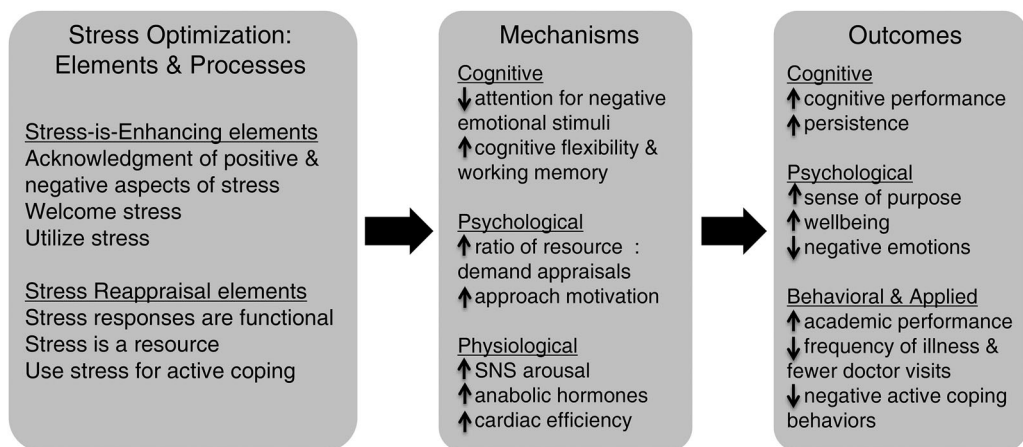 Stress Optimization:
Elements & Processes
Stress-is-Enhancing elements
Acknowledgment of positive &
negative aspects of stress
Welcome stress
Utilize stress
Stress Reappraisal elements
Stress responses are functional
Stress is a resource
Use stress for active coping
Mechanisms
Cognitive
↓ attention for negative
emotional stimuli
↑ cognitive flexibility &
working memory
Psychological
↑ ratio of resource :
demand appraisals
↑ approach motivation
Physiological
↑ SNS arousal
↑ anabolic hormones
↑ cardiac efficiency
Outcomes
Cognitive
↑ cognitive performance
↑ persistence
Psychological
↑ sense of purpose
↑ wellbeing
↓ negative emotions
Behavioral & Applied
↑ academic performance
↓ frequency of illness &
fewer doctor visits
↓ negative active coping
behaviors